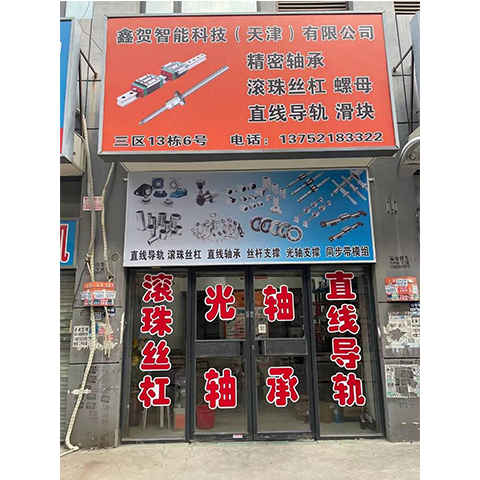 鑫贺智能科技（天津）有限公司
精密轴承
滚珠丝杠 螺母
直线导轨 滑块
三区13栋6号 电话：13752183322
直线导轨 滚珠丝杠 直线轴承 丝杆支撑 光轴支撑 同步带模组
滚珠丝杠
光轴
轴承
直线导轨